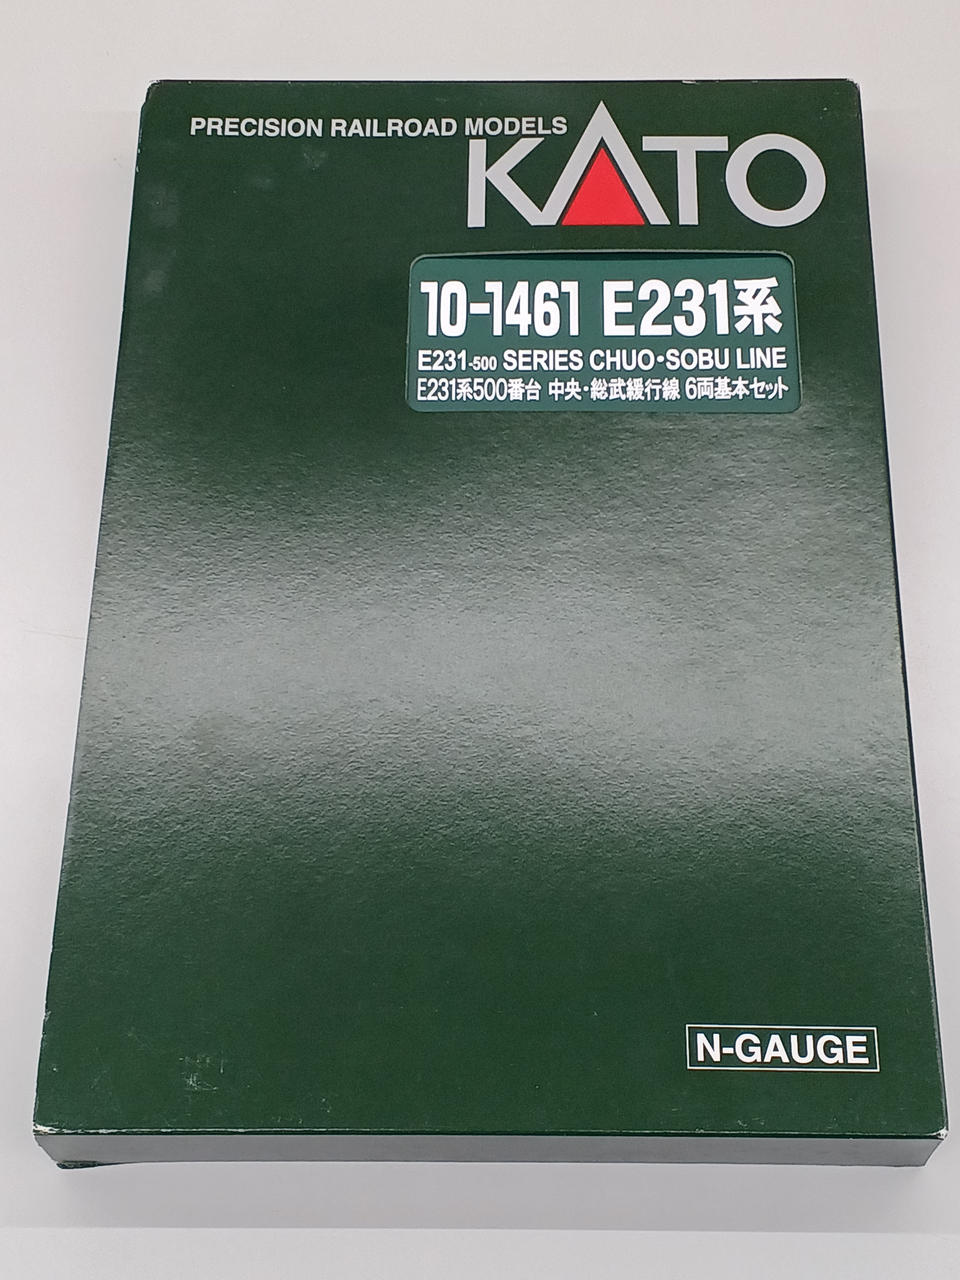 PRECISION RAILROAD MODELS
KATO
10-1461 E231系
E231-500 SERIES CHUO・SOBU LINE
E231系500番台 中央・総武緩行線 6両基本セット
N-GAUGE